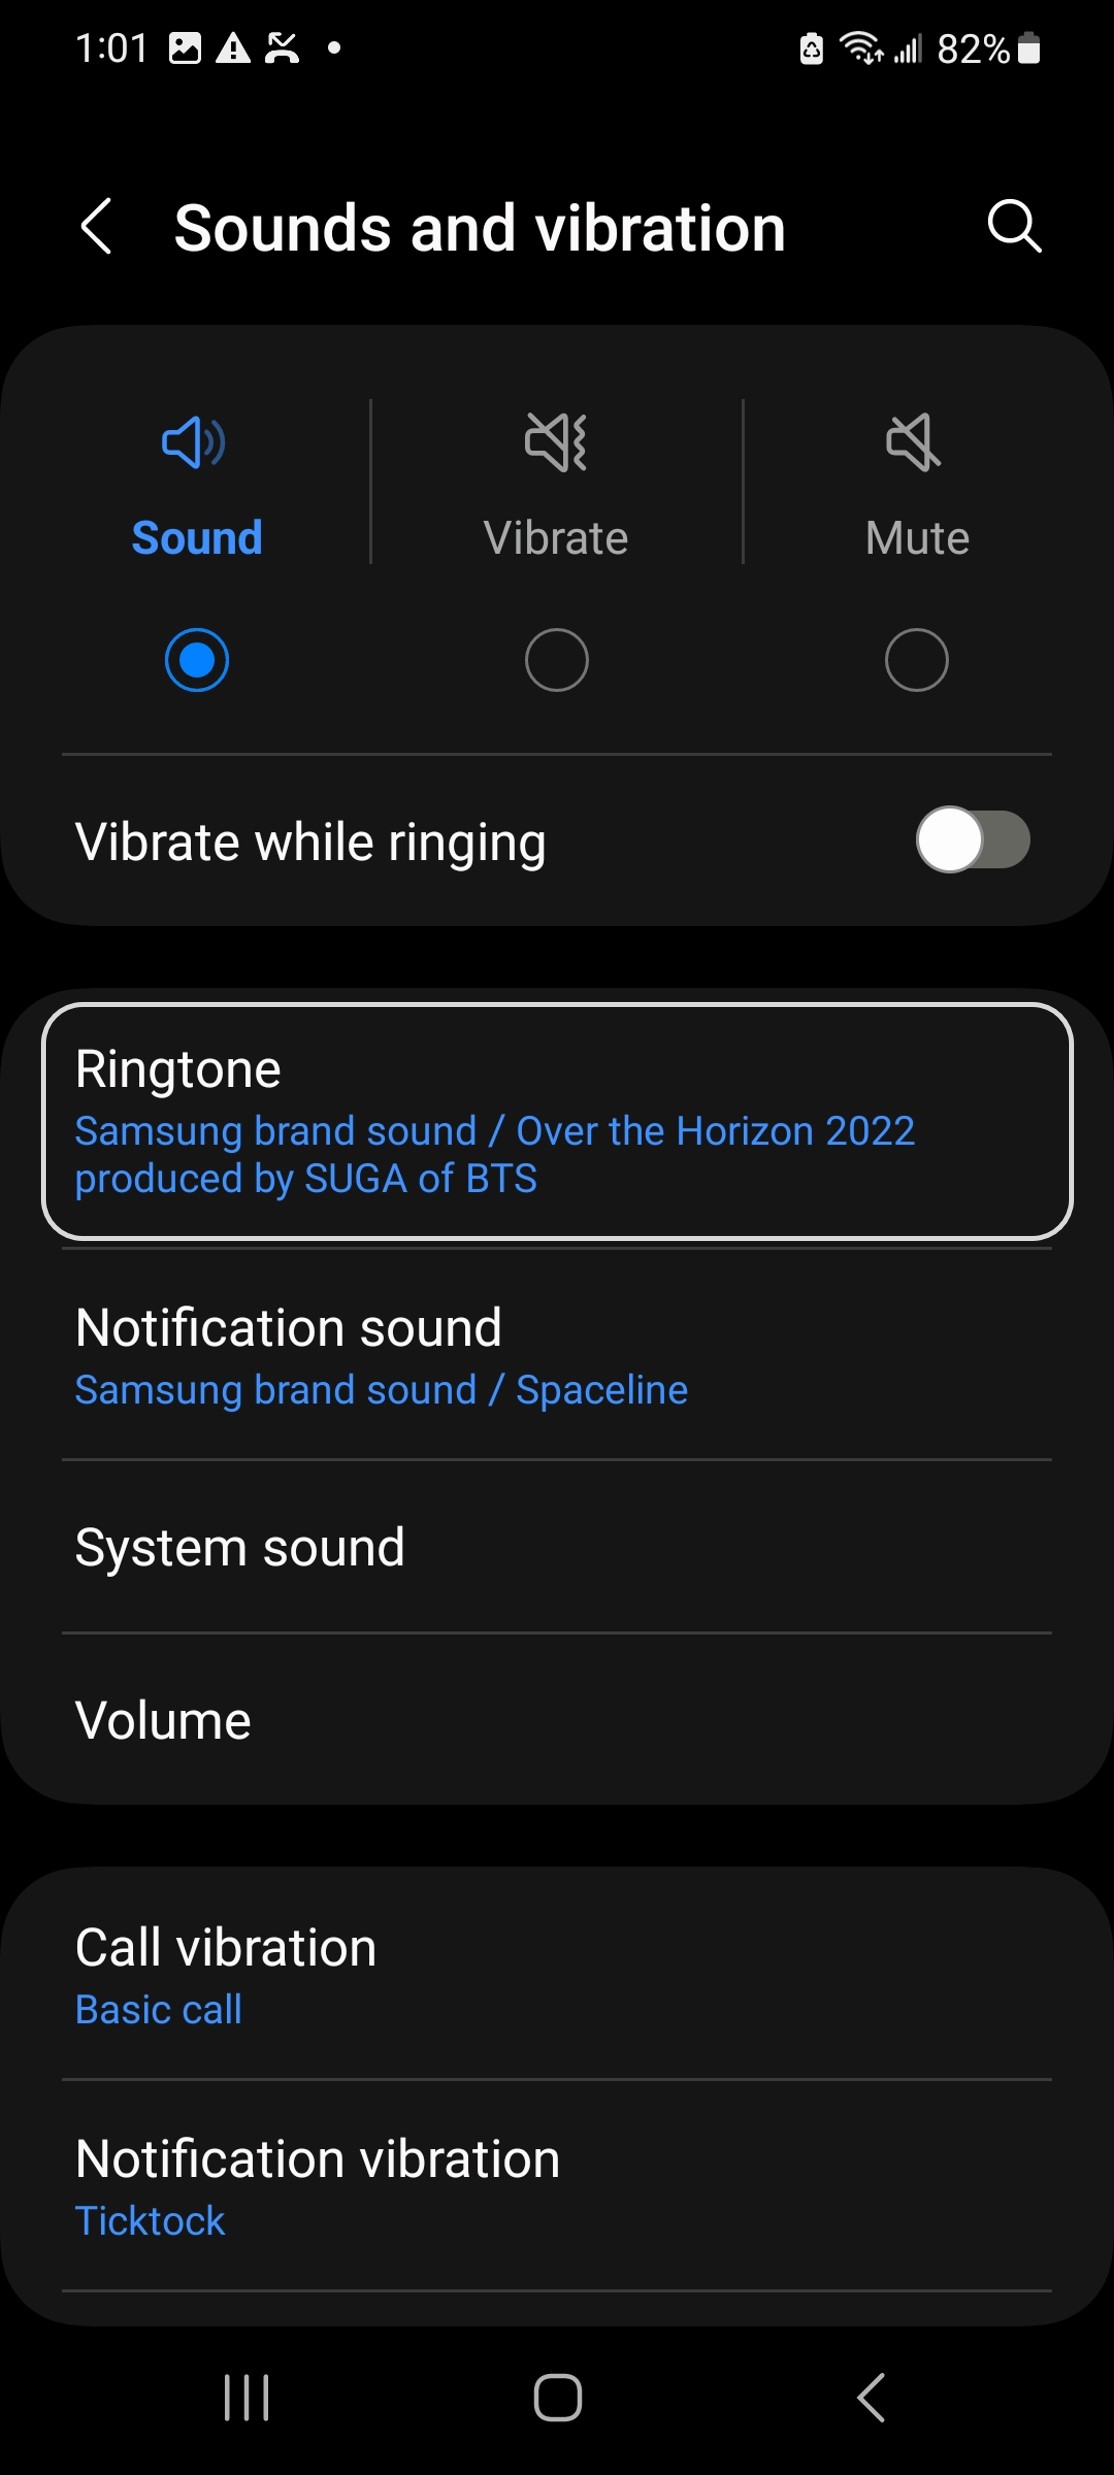 1:01
82%
Sounds and vibration
Sound
Vibrate
Mute
Vibrate while ringing
Ringtone
Samsung brand sound / Over the Horizon 2022
produced by SUGA of BTS
Notification sound
Samsung brand sound / Spaceline
System sound
Volume
Call vibration
Basic call
Notification vibration
Ticktock